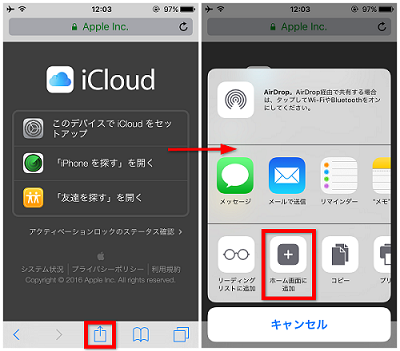 12:03
97%
Apple Inc.
iCloud
このデバイスで iCloud をセッ
トアップ
「iPhone を探す」を開く
「友達を探す」を開く
アクティベーションロックのステータス確認
システム状況
プライバシーポリシー
利用規約
Copyright © 2016 Apple Inc. All rights reserved.
12:03
97%
Apple Inc.
AirDrop。AirDrop経由で共有する場合
は、タップしてWi-FiやBluetoothをオン
にしてください。
メッセージ
メールで送信
リマインダー
"メモ"
リーディング
リストに追加
ホーム画面に
追加
コピー
プリ
キャンセル